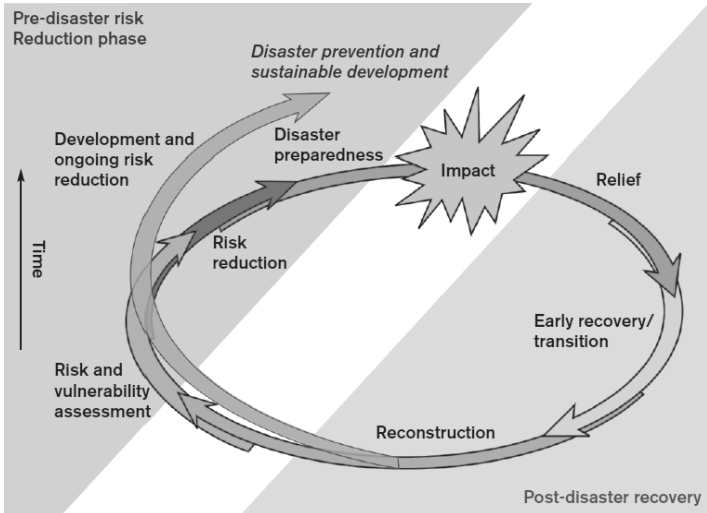 Pre-disaster risk
Reduction phase
Disaster prevention and
sustainable development
Development and
ongoing risk
reduction
Disaster
preparedness
Impact
Relief
Time
Risk
reduction
Early recovery/
transition
Risk and
vulnerability
assessment
Reconstruction
Post-disaster recovery